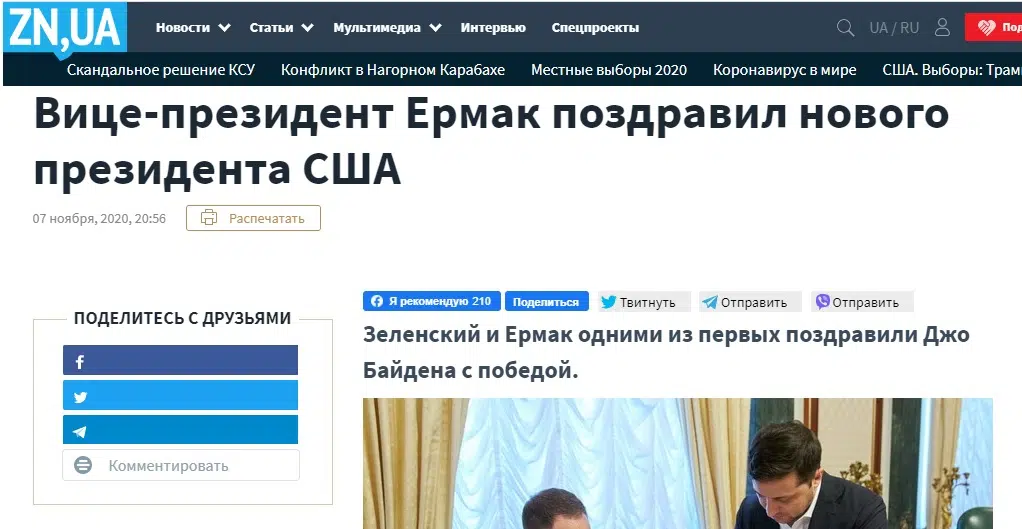 ZN,UA
Новости Статьи Мультимедиа Интервью Спецпроекты UA / RU
Скандальное решение КСУ Конфликт в Нагорном Карабахе Местные выборы 2020 Коронавирус в мире США. Выборы:
Вице-президент Ермак поздравил нового
президента США
07 ноября, 2020, 20:56 Распечатать
Я рекомендую 210 Поделиться Твитнуть Отправить Отправить
ПОДЕЛИТЕСЬ С ДРУЗЬЯМИ
Зеленский и Ермак одними из первых поздравили Джо
Байдена с победой.
Комментировать